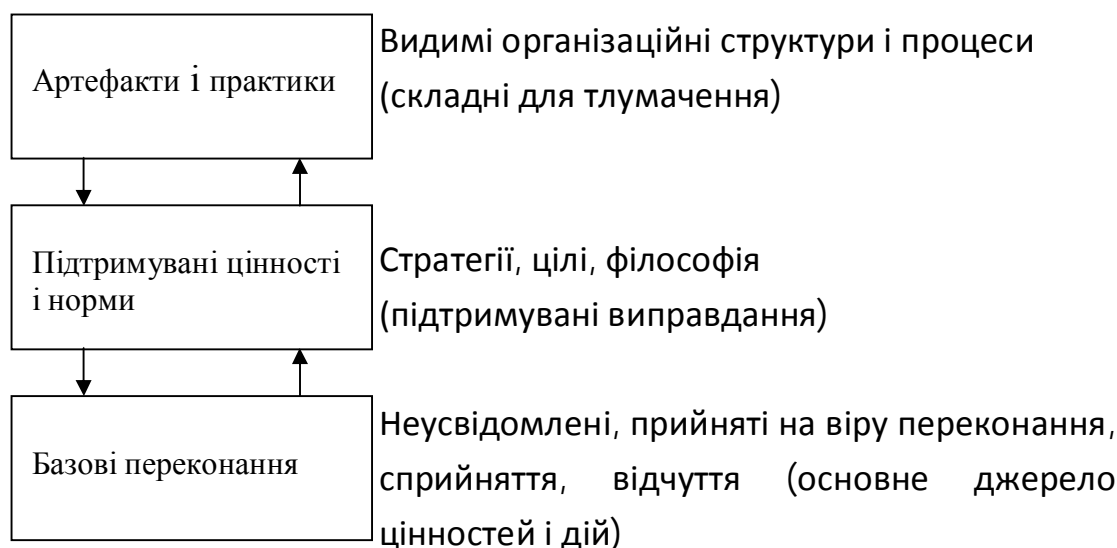 Артефакти і практики
Видимі організаційні структури і процеси
(складні для тлумачення)
Підтримувані цінності
і норми
Стратегії, цілі, філософія
(підтримувані виправдання)
Базові переконання
Неусвідомлені, прийняті на віру переконання,
сприйняття, відчуття (основне джерело
цінностей і дій)